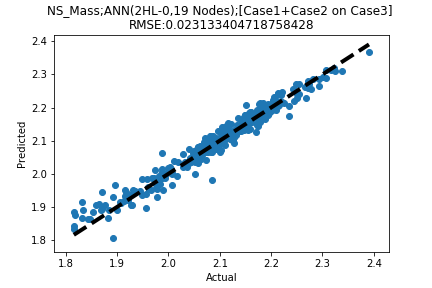 NS_Mass;ANN(2HL-0,19 Nodes);[Case1+Case2 on Case3]
RMSE:0.023133404718758428
2.4
2.3
2.2
2.1
2.0
1.9
1.8
Predicted
1.8 1.9 2.0 2.1 2.2 2.3 2.4
Actual